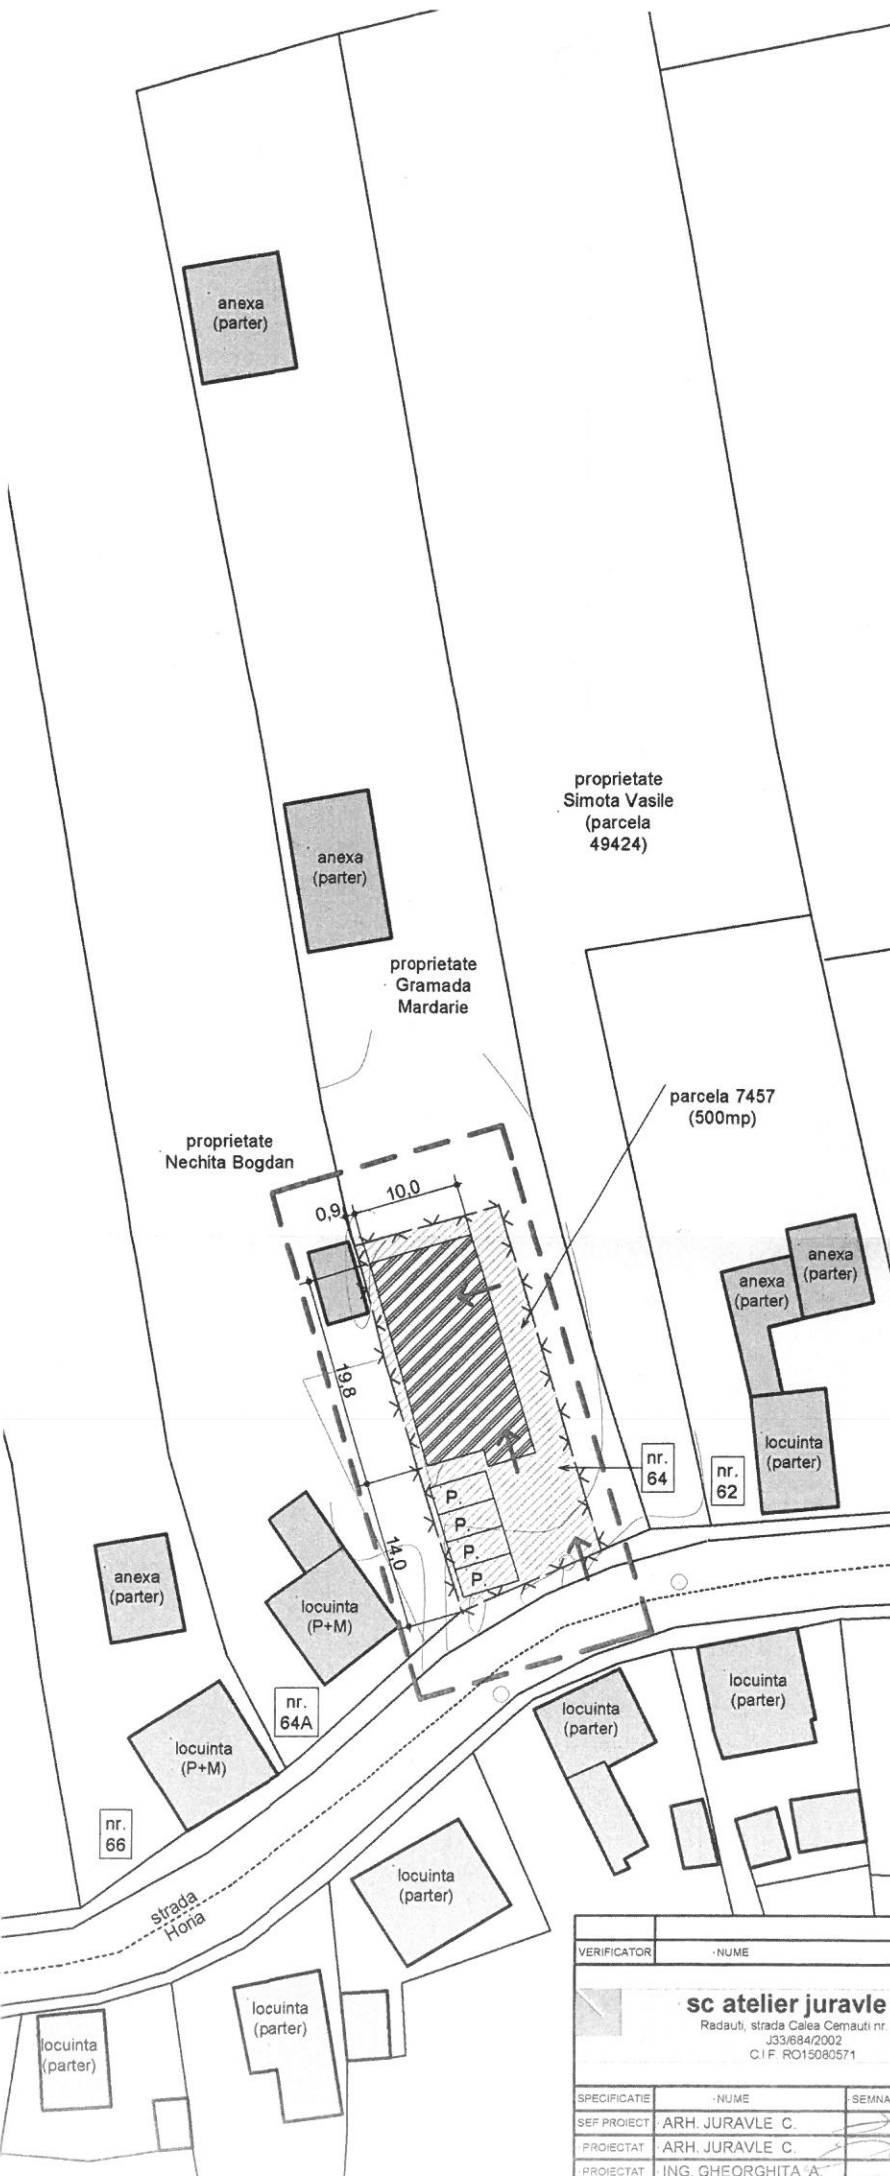 anexa
(parter)
proprietate
Simota Vasile
(parcela
49424)
anexa
(parter)
proprietate
Gramada
Mardarie
parcela 7457
(500mp)
proprietate
Nechita Bogdan
10,0
0,9
anexa
(parter)
anexa
(parter)
19,8
locuinta
(parter)
nr.
64
nr.
62
P.
P.
P.
P.
14,0
anexa
(parter)
locuinta
(P+M)
nr.
64A
locuinta
(parter)
locuinta
(parter)
locuinta
(P+M)
nr.
66
locuinta
(parter)
strada
Horia
VERIFICATOR
NUME
sc atelier juravle
Radauti, strada Calea Cernauti nr.
J33/684/2002
C.I.F. RO15080571
locuinta
(parter)
locuinta
(parter)
SPECIFICATIE
NUME
SEMNA
SEF PROIECT
ARH. JURAVLE C.
PROIECTAT
ARH. JURAVLE C.
PROIECTAT
ING. GHEORGHITA A.